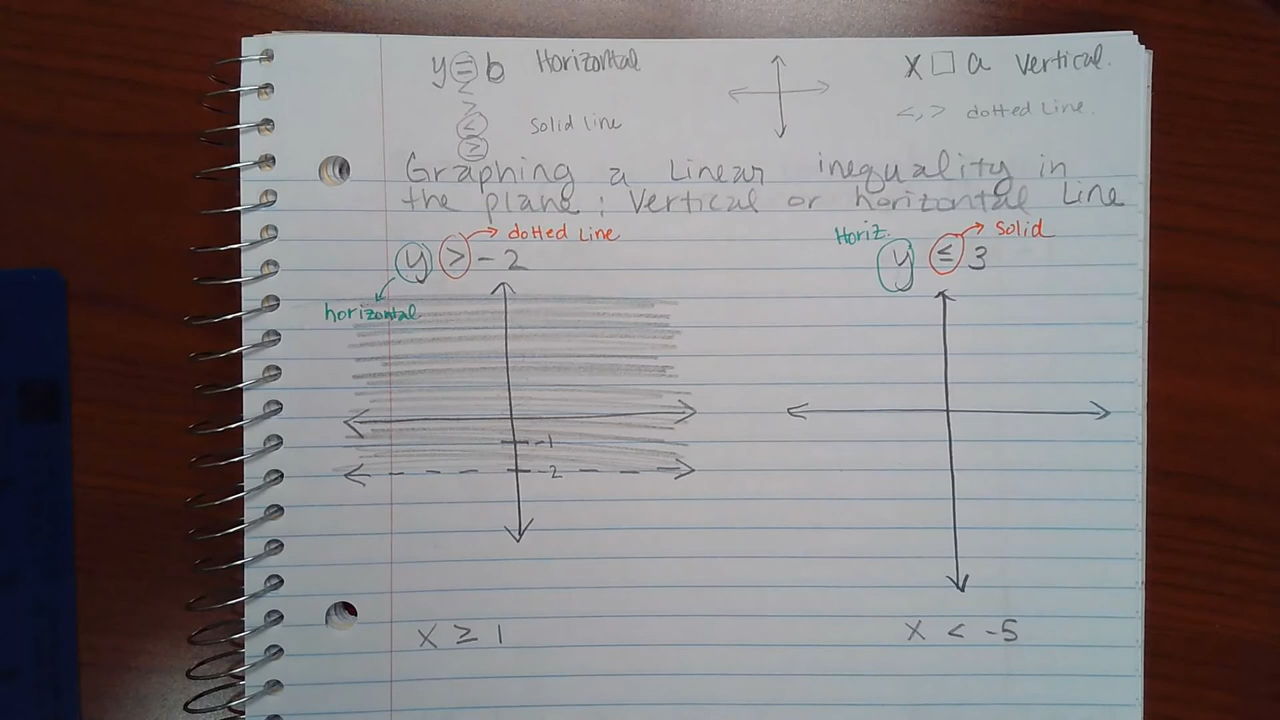 y = b Horizontal
<
>
≤ Solid line
≥
x □ a vertical.
<, > dotted Line.
Graphing a Linear inequality in
the plane: Vertical or horizontal Line
y > -2
dotted Line
horizontal
-1
-2
Horiz.
y ≤ 3
Solid
x ≥ 1
x < -5